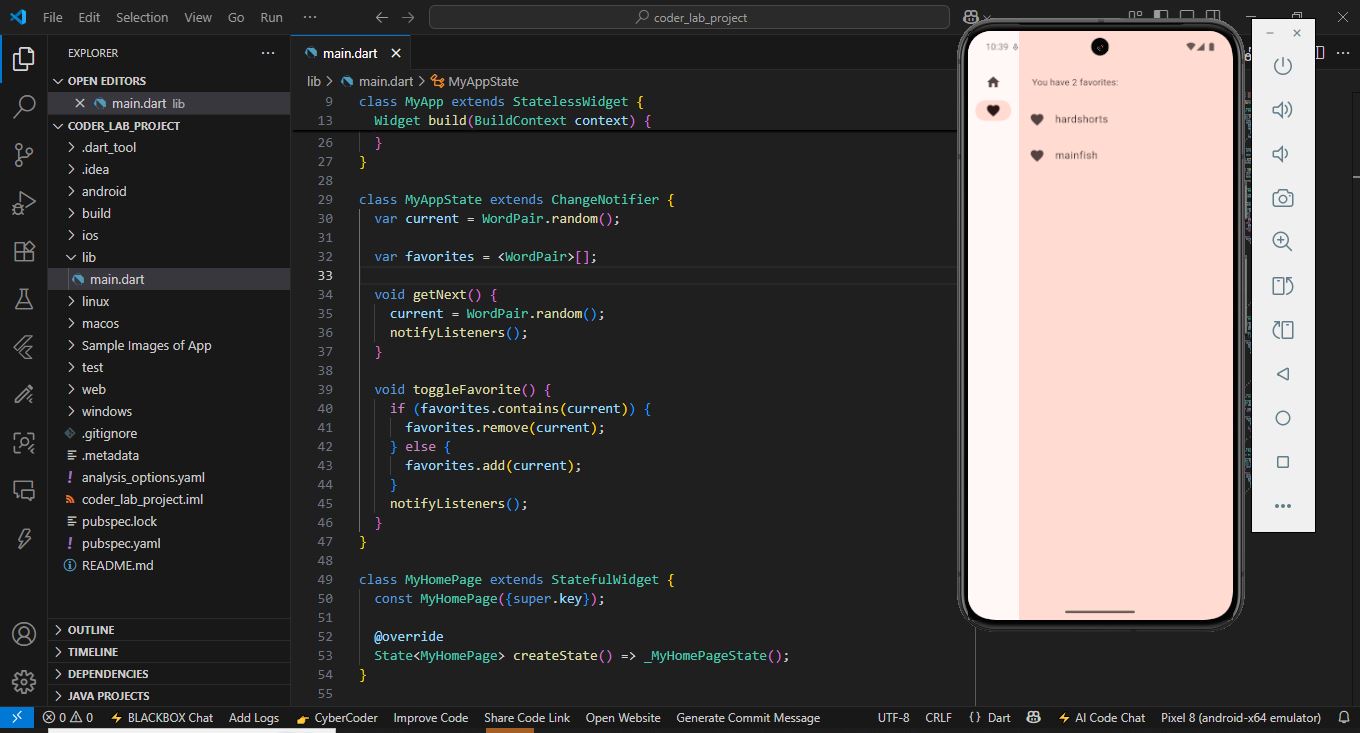 File Edit Selection View Go Run ··· coder_lab_project
EXPLORER ···
OPEN EDITORS
main.dart lib
CODER_LAB_PROJECT
.dart_tool
.idea
android
build
ios
lib
main.dart
linux
macos
Sample Images of App
test
web
windows
.gitignore
.metadata
! analysis_options.yaml
coder_lab_project.iml
pubspec.lock
! pubspec.yaml
README.md
OUTLINE
TIMELINE
DEPENDENCIES
JAVA PROJECTS
main.dart
lib > main.dart > MyAppState
9 class MyApp extends StatelessWidget {
13 Widget build(BuildContext context) {
26 }
27 }
28
29 class MyAppState extends ChangeNotifier {
30 var current = WordPair.random();
31
32 var favorites = <WordPair>[];
33
34 void getNext() {
35 current = WordPair.random();
36 notifyListeners();
37 }
38
39 void toggleFavorite() {
40 if (favorites.contains(current)) {
41 favorites.remove(current);
42 } else {
43 favorites.add(current);
44 }
45 notifyListeners();
46 }
47 }
48
49 class MyHomePage extends StatefulWidget {
50 const MyHomePage({super.key});
51
52 @override
53 State<MyHomePage> createState() => _MyHomePageState();
54 }
55
10:39
You have 2 favorites:
hardshorts
mainfish
0 0 BLACKBOX Chat Add Logs CyberCoder Improve Code Share Code Link Open Website Generate Commit Message UTF-8 CRLF {} Dart AI Code Chat Pixel 8 (android-x64 emulator)